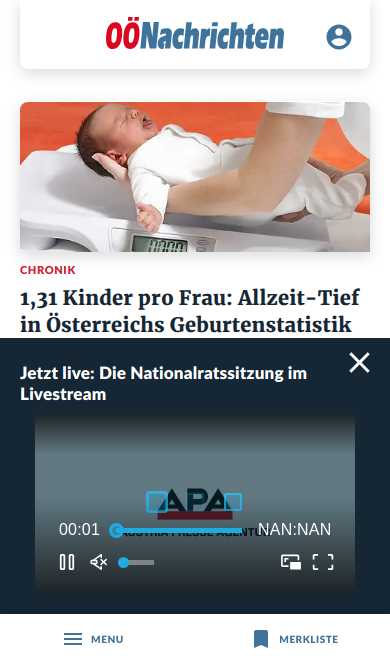 OÖNachrichten
CHRONIK
1,31 Kinder pro Frau: Allzeit-Tief
in Österreichs Geburtenstatistik
Jetzt live: Die Nationalratssitzung im
Livestream
APA
00:01
NAN:NAN
AUSTRIA PRESSE AGENTUR
MENU
MERKLISTE